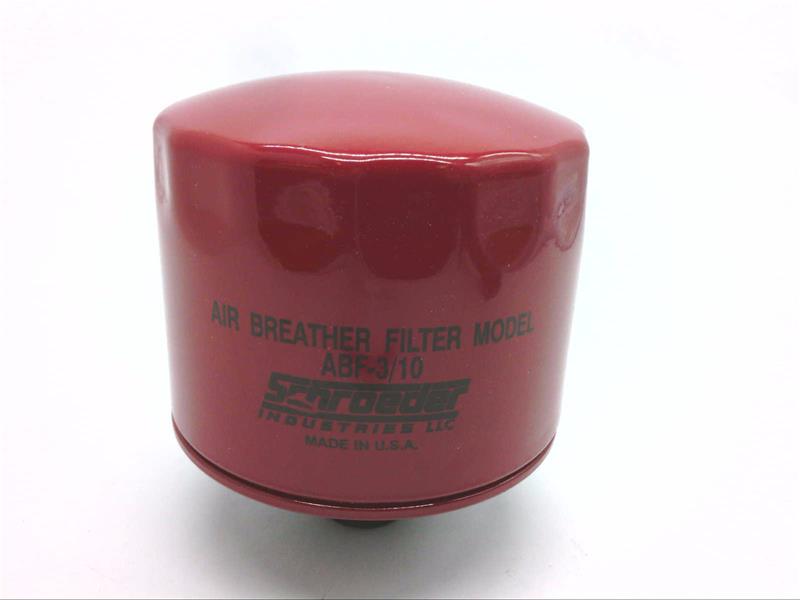 AIR BREATHER FILTER MODEL
ABF-3/10
Schroeder
INDUSTRIES LLC
MADE IN U.S.A.